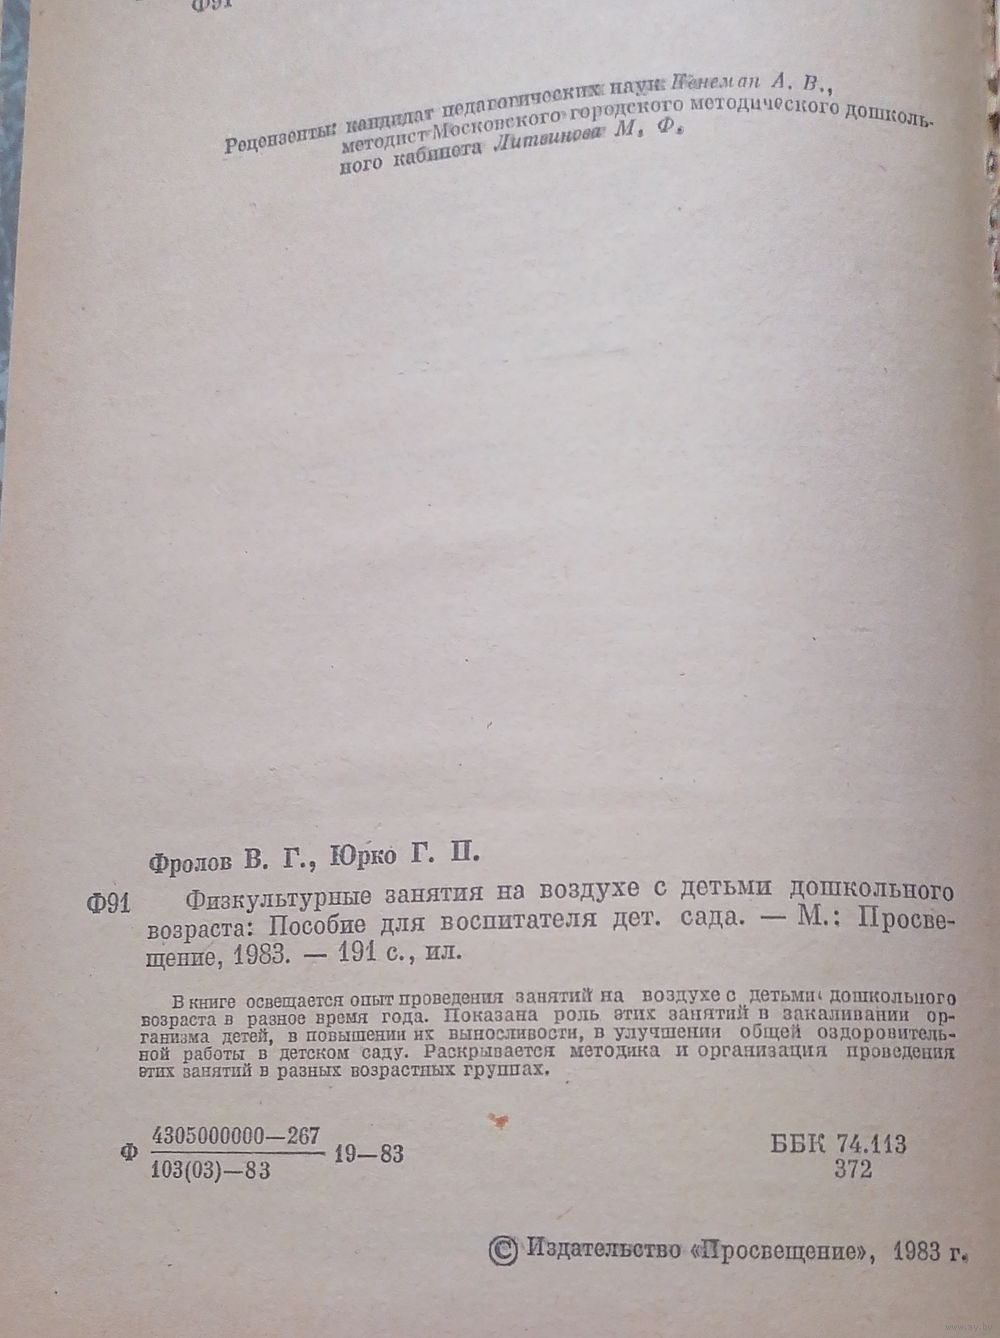 Ф91
Рецензенты: кандидат педагогических наук Кенеман А. В.,
методист Московского городского методического дошколь-
ного кабинета Литвинова М. Ф.
Фролов В. Г., Юрко Г. П.
Ф91 Физкультурные занятия на воздухе с детьми дошкольного
возраста: Пособие для воспитателя дет. сада. — М.: Просве-
щение, 1983. — 191 с., ил.
В книге освещается опыт проведения занятий на воздухе с детьми дошкольного
возраста в разное время года. Показана роль этих занятий в закаливании ор-
ганизма детей, в повышении их выносливости, в улучшении общей оздоровитель-
ной работы в детском саду. Раскрывается методика и организация проведения
этих занятий в разных возрастных группах.
Ф 4305000000—267 19—83
103(03)—83
ББК 74.113
372
© Издательство «Просвещение», 1983 г.
www.ay.by